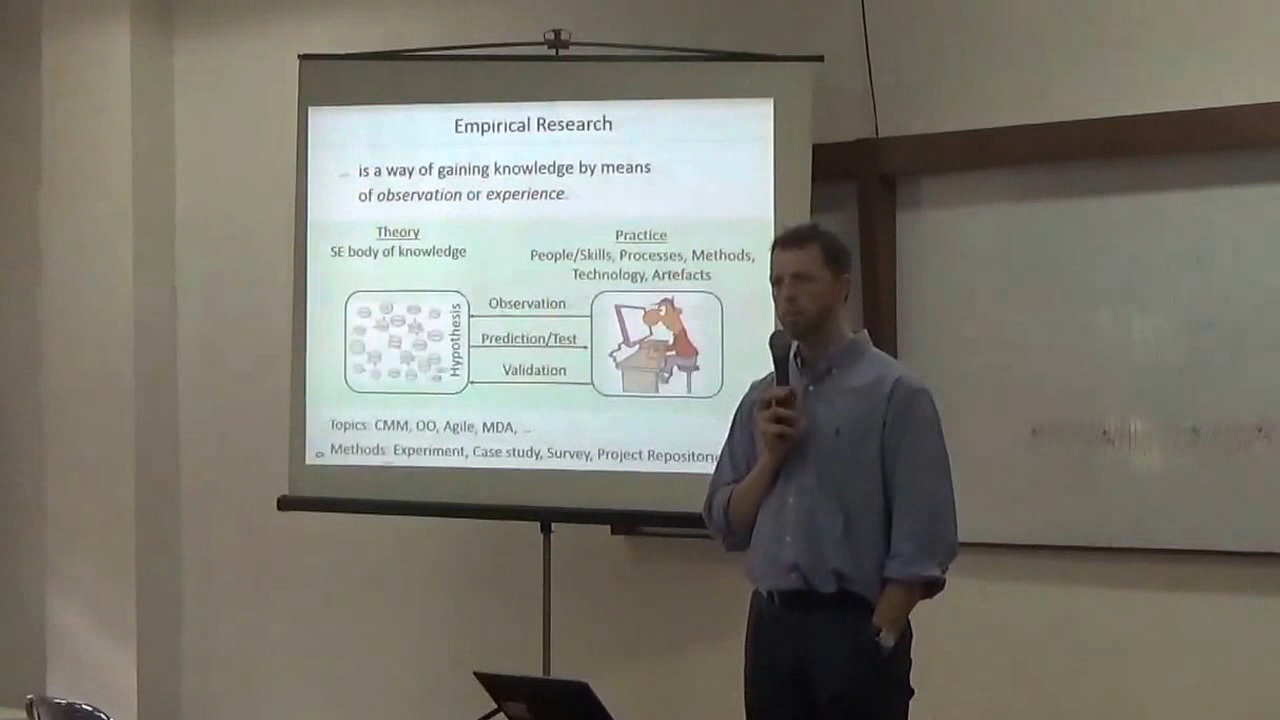 Empirical Research
... is a way of gaining knowledge by means
of observation or experience.
Theory
SE body of knowledge
Practice
People/Skills, Processes, Methods,
Technology, Artefacts
Hypothesis
Observation
Prediction/Test
Validation
Topics: CMM, OO, Agile, MDA, ...
Methods: Experiment, Case study, Survey, Project